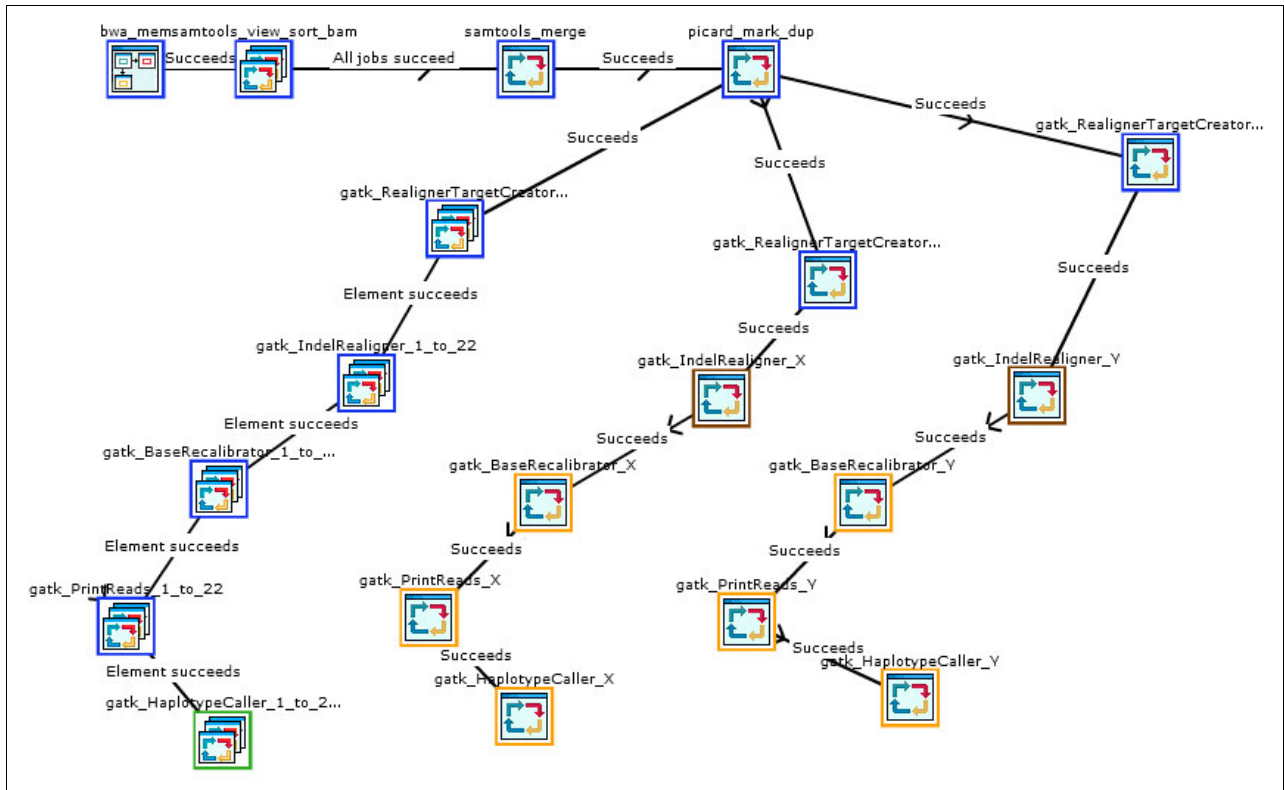 bwa_memsamtools_view_sort_bam
samtools_merge
picard_mark_dup
Succeeds
All jobs succeed
Succeeds
Succeeds
gatk_RealignerTargetCreator...
Succeeds
Succeeds
gatk_RealignerTargetCreator...
gatk_RealignerTargetCreator...
Succeeds
Element succeeds
Succeeds
gatk_IndelRealigner_1_to_22
gatk_IndelRealigner_X
gatk_IndelRealigner_Y
Element succeeds
Succeeds
Succeeds
gatk_BaseRecalibrator_1_to_...
gatk_BaseRecalibrator_X
gatk_BaseRecalibrator_Y
Element succeeds
Succeeds
Succeeds
gatk_PrintReads_1_to_22
gatk_PrintReads_X
gatk_PrintReads_Y
Element succeeds
Succeeds
Succeeds
gatk_HaplotypeCaller_1_to_2...
gatk_HaplotypeCaller_X
gatk_HaplotypeCaller_Y